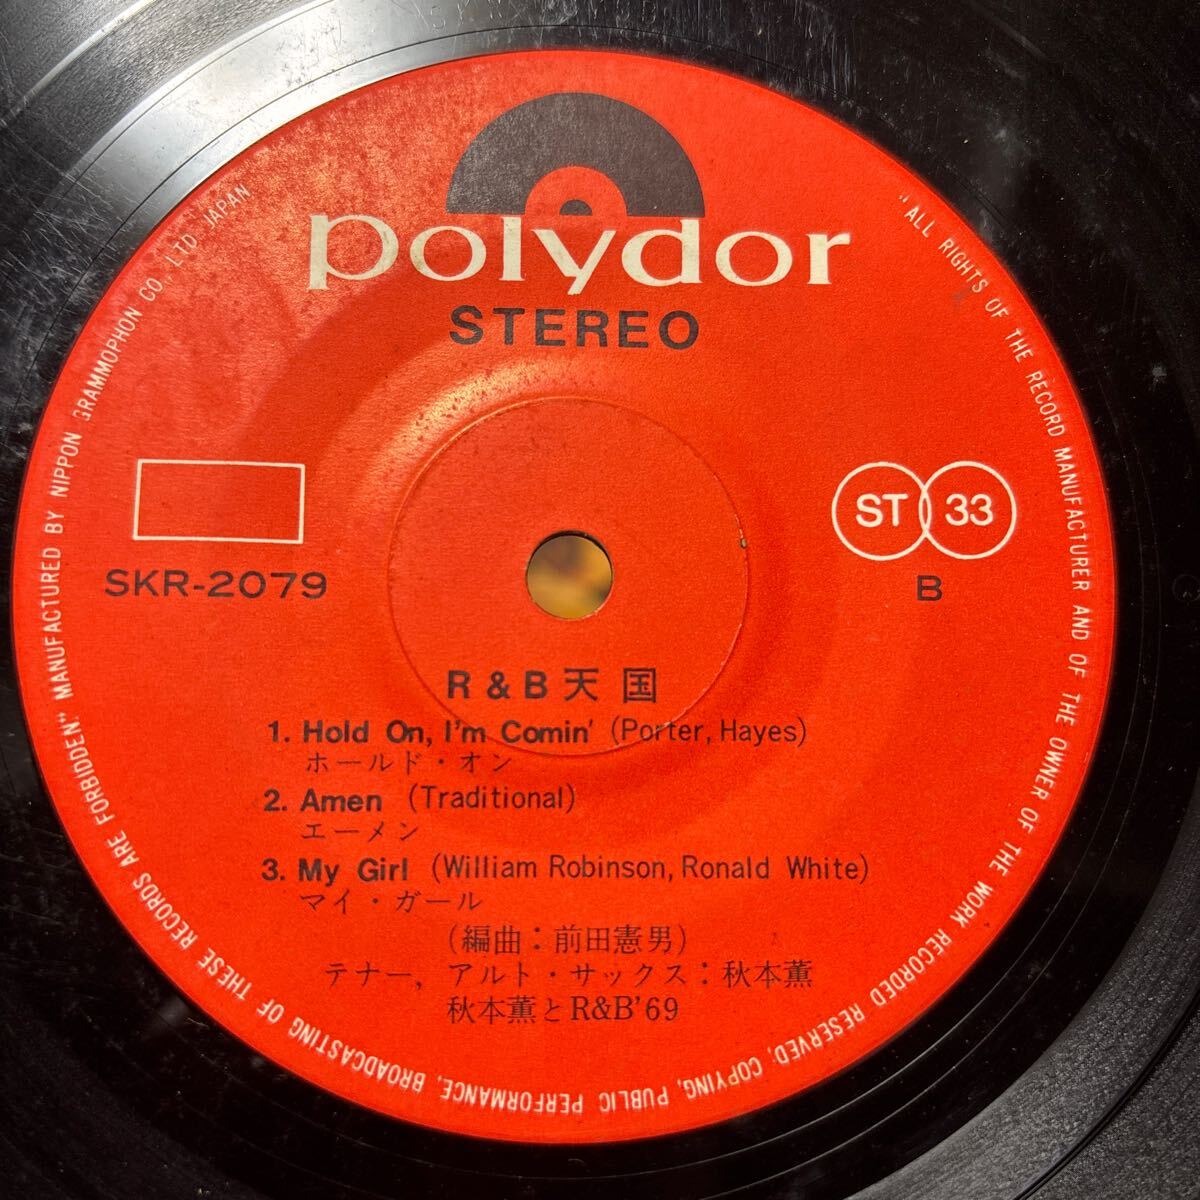 polydor
STEREO
ST 33
SKR-2079
B
R & B 天国
1. Hold On, I'm Comin' (Porter, Hayes)
ホールド・オン
2. Amen (Traditional)
エーメン
3. My Girl (William Robinson, Ronald White)
マイ・ガール
(編曲：前田憲男)
テナー, アルト・サックス：秋本薫
秋本薫とR&B'69
"ALL RIGHTS OF THE RECORD MANUFACTURER AND OF THE OWNER OF THE WORK RECORDED RESERVED. COPYING, PUBLIC PERFORMANCE, BROADCASTING OF THESE RECORDS ARE FORBIDDEN" MANUFACTURED BY NIPPON GRAMMOPHON CO., LTD JAPAN